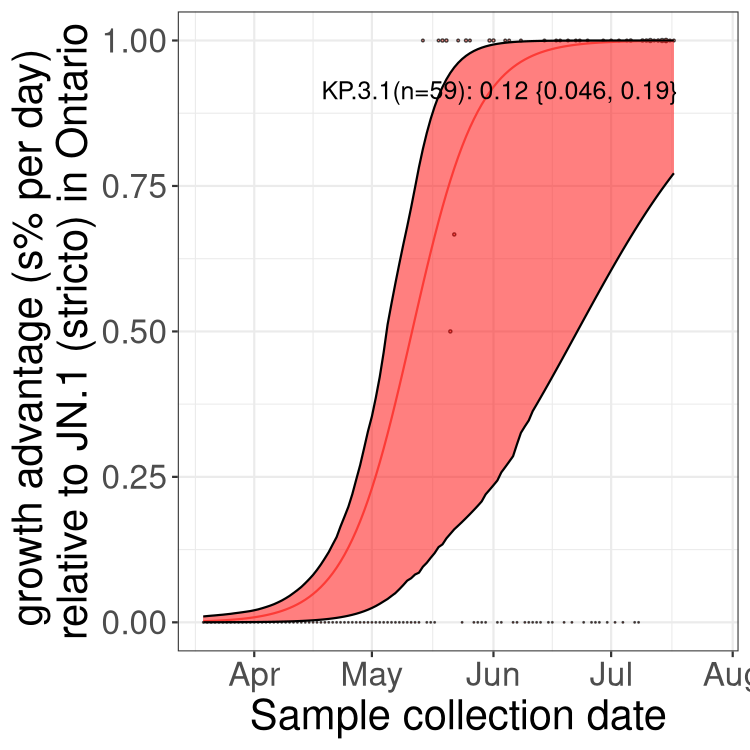 growth advantage (s% per day)
relative to JN.1 (stricto) in Ontario
1.00
0.75
0.50
0.25
0.00
KP.3.1(n=59): 0.12 {0.046, 0.19}
Apr May Jun Jul Aug
Sample collection date